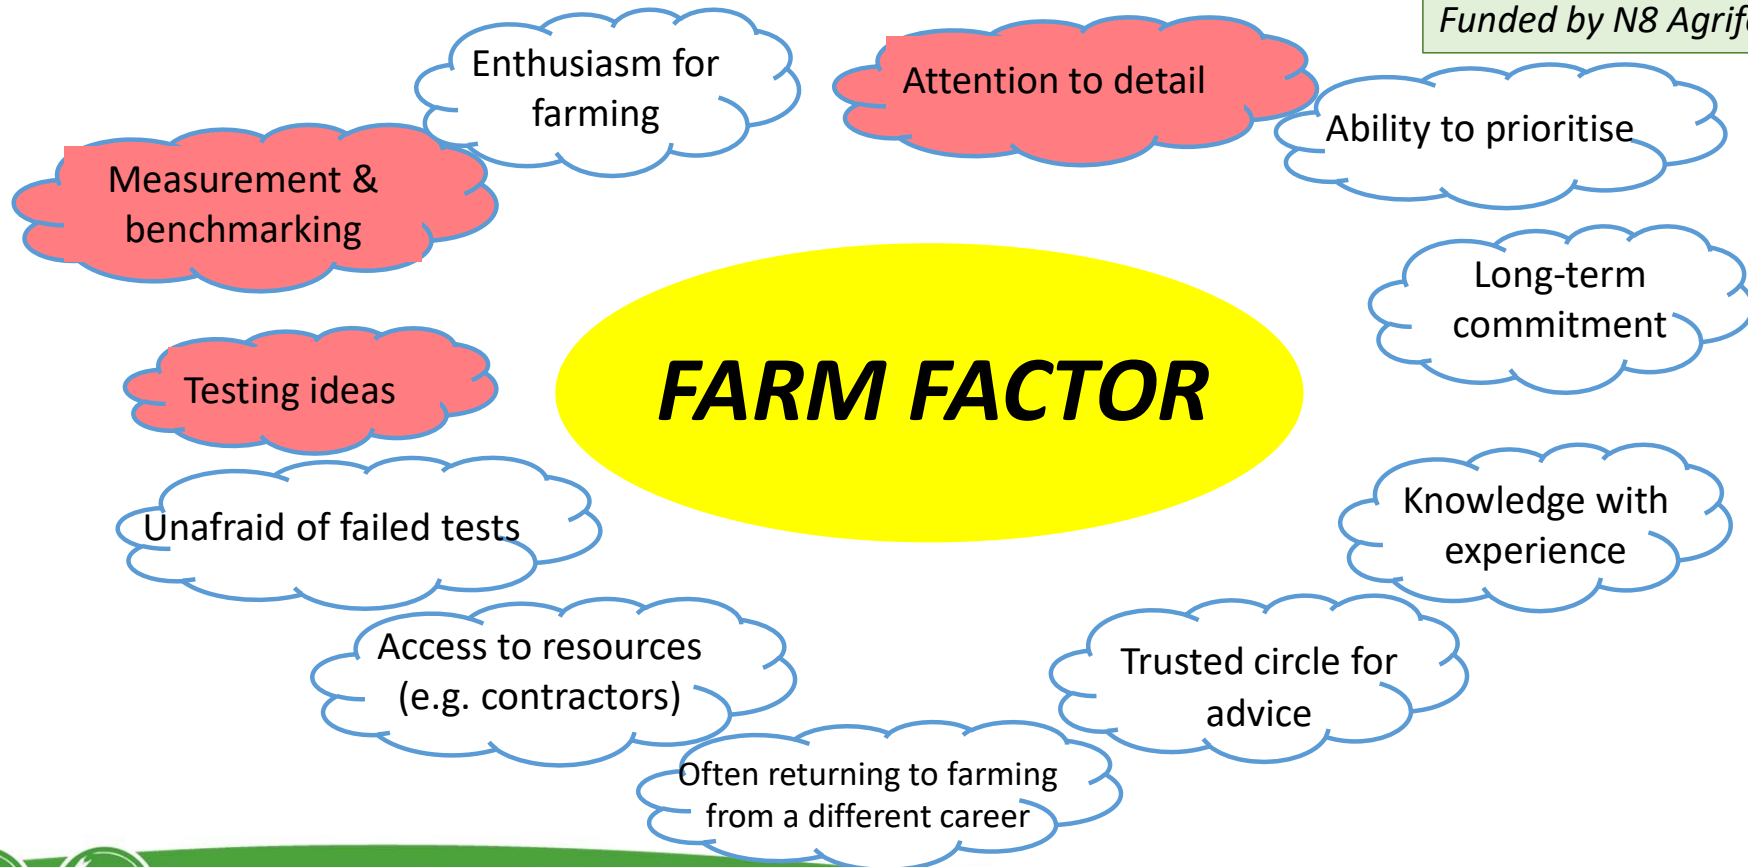 Funded by N8
Enthusiasm for
farming
Attention to detail
Ability to prioritise
Measurement &
benchmarking
Long-term
commitment
FARM FACTOR
Testing ideas
Knowledge with
experience
Unafraid of failed tests
Access to resources
(e.g. contractors)
Trusted circle for
advice
Often returning to farming
from a different career